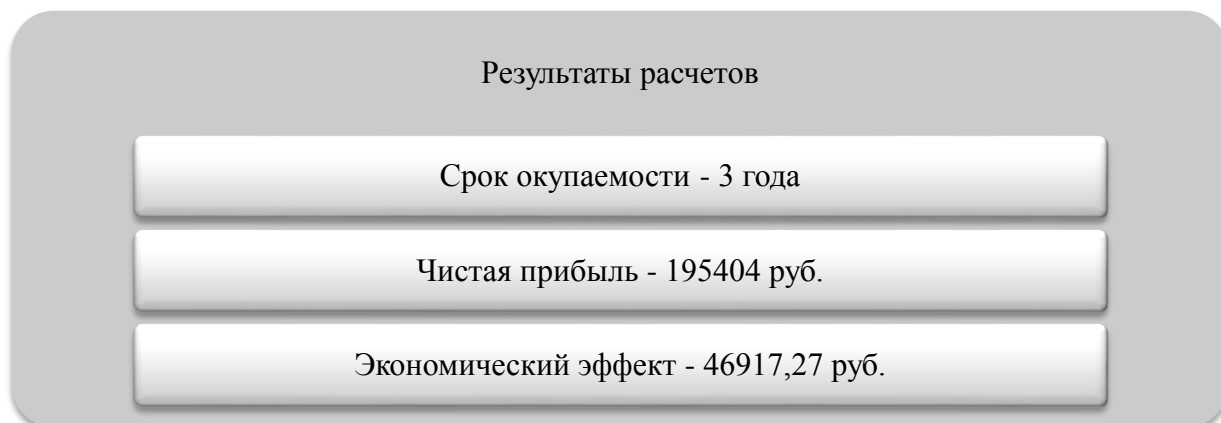 Результаты расчетов
Срок окупаемости - 3 года
Чистая прибыль - 195404 руб.
Экономический эффект - 46917,27 руб.